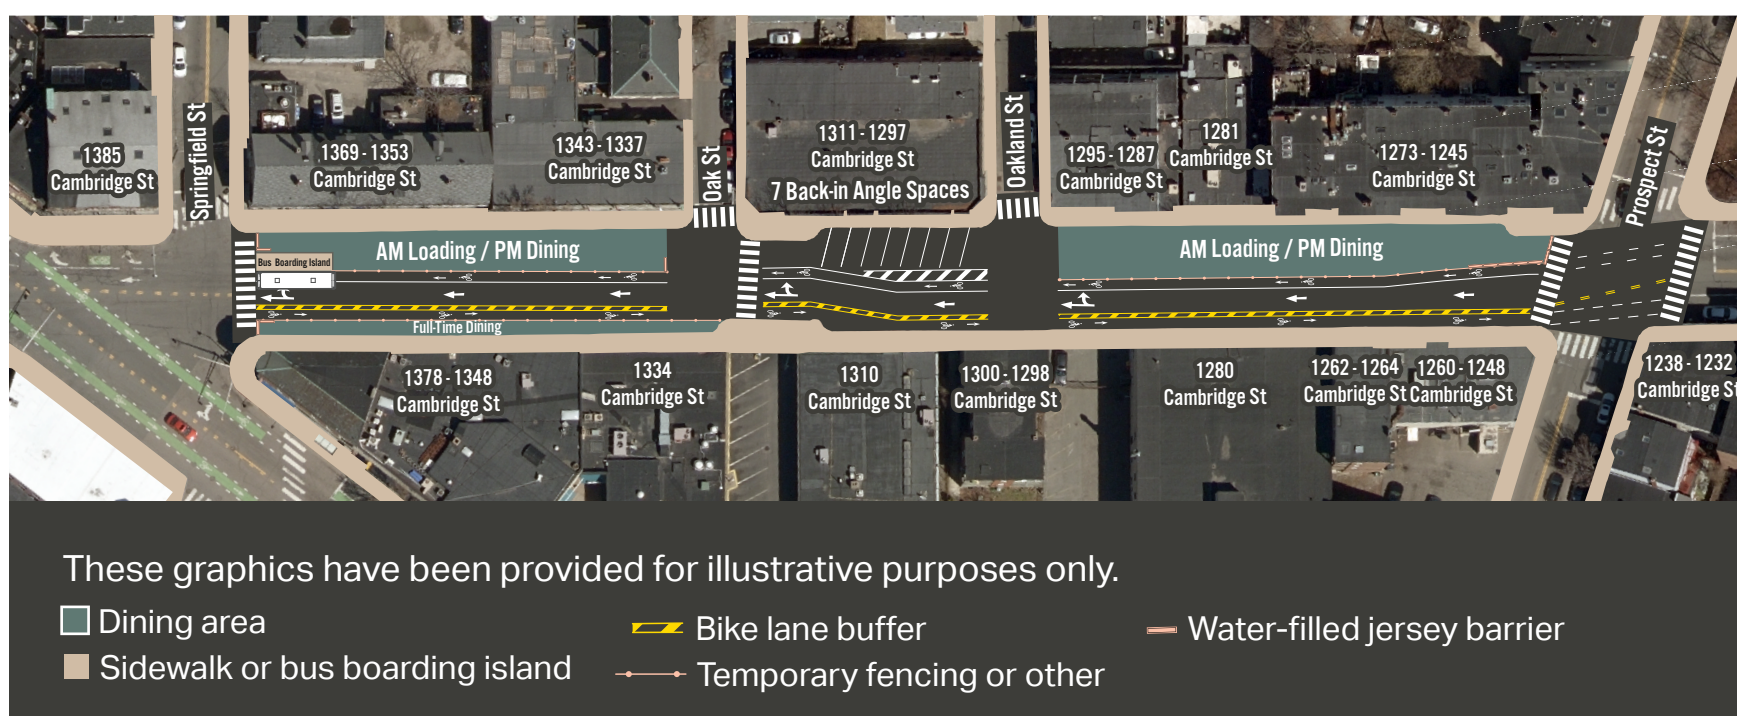 1385
Cambridge St
Springfield St
1369 - 1353
Cambridge St
1343 - 1337
Cambridge St
Oak St
1311 - 1297
Cambridge St
7 Back-in Angle Spaces
Oakland St
1295 - 1287
Cambridge St
1281
Cambridge St
1273 - 1245
Cambridge St
Prospect St
AM Loading / PM Dining
Bus Boarding Island
AM Loading / PM Dining
Full-Time Dining
1378 - 1348
Cambridge St
1334
Cambridge St
1310
Cambridge St
1300 - 1298
Cambridge St
1280
Cambridge St
1262 - 1264
Cambridge St
1260 - 1248
Cambridge St
1238 - 1232
Cambridge St
These graphics have been provided for illustrative purposes only.
Dining area
Sidewalk or bus boarding island
Bike lane buffer
Temporary fencing or other
Water-filled jersey barrier